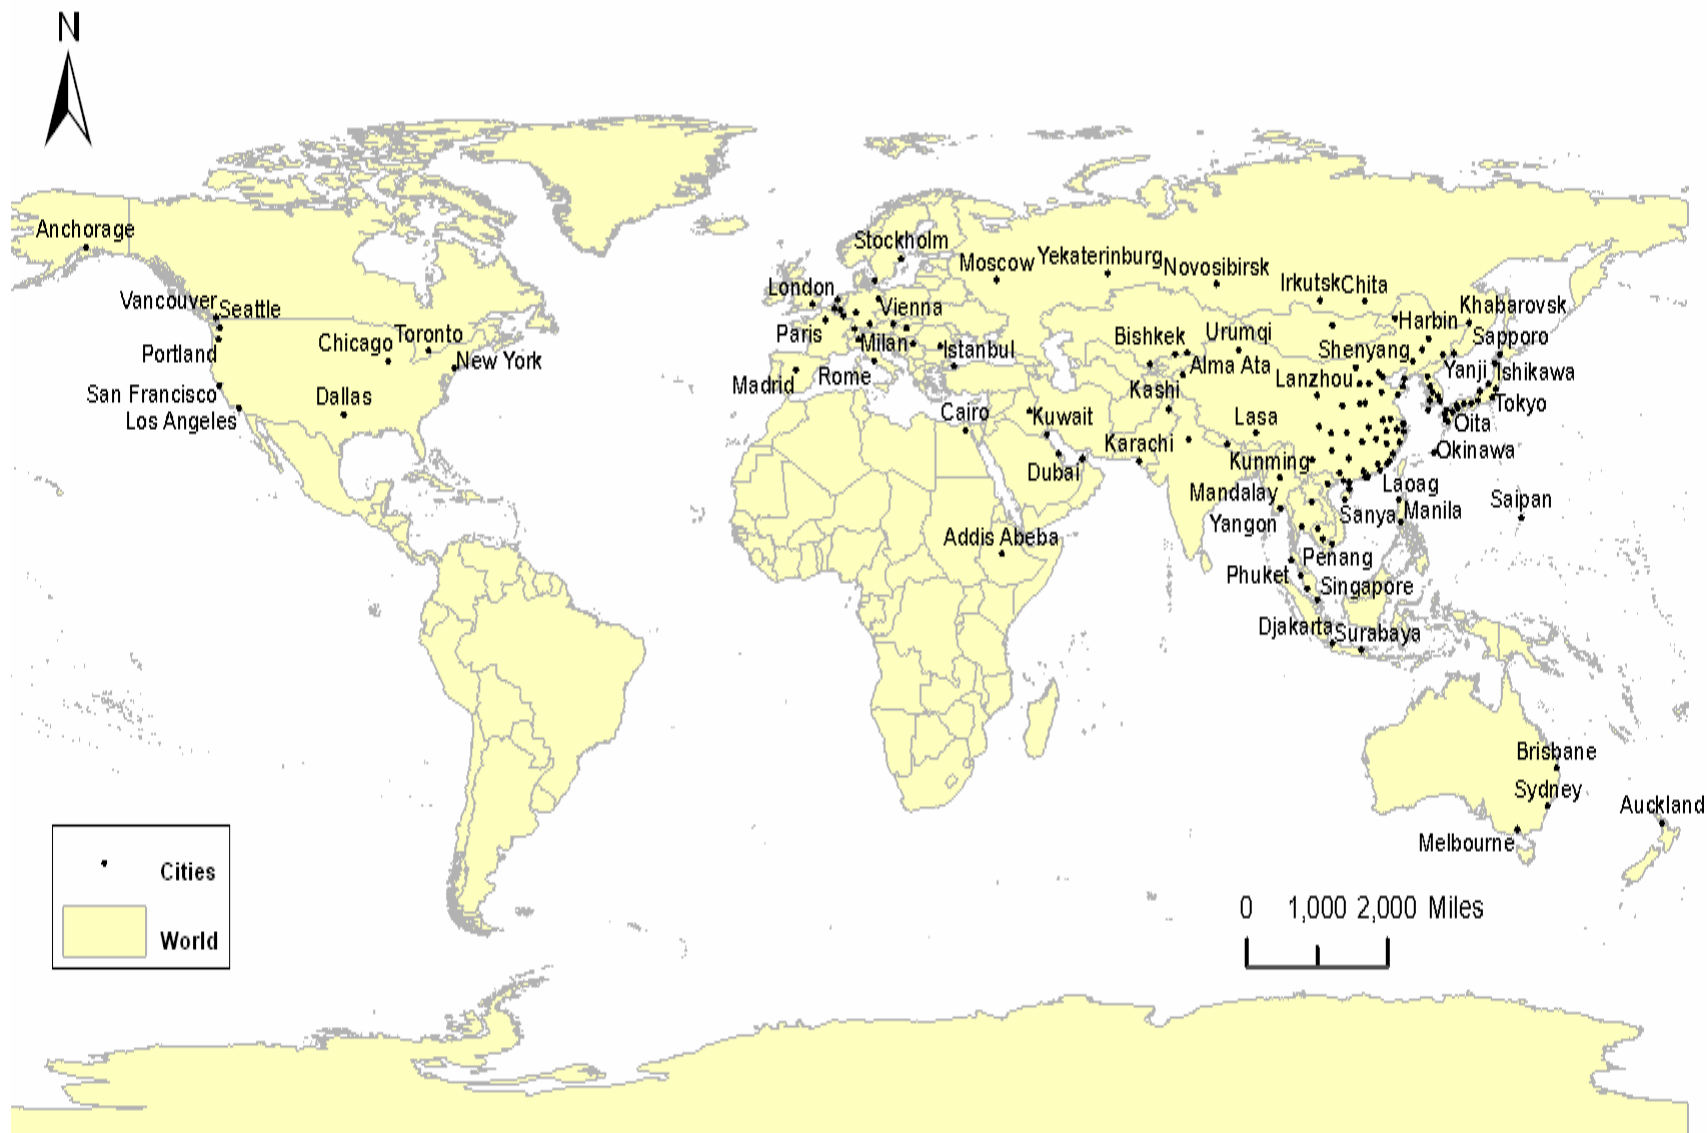 N
Anchorage
Stockholm
Moscow
Yekaterinburg
Novosibirsk
Irkutsk
Chita
London
Vancouver
Seattle
Vienna
Khabarovsk
Harbin
Paris
Chicago
Toronto
Milan
Istanbul
Bishkek
Urumqi
Sapporo
Portland
New York
Shenyang
Alma Ata
Yanji
Ishikawa
Madrid
Rome
Lanzhou
Kashi
San Francisco
Dallas
Los Angeles
Cairo
Kuwait
Lasa
Tokyo
Oita
Karachi
Okinawa
Dubai
Kunming
Laoag
Mandalay
Saipan
Sanya
Manila
Yangon
Addis Abeba
Penang
Phuket
Singapore
Djakarta
Surabaya
Brisbane
Sydney
Auckland
Melbourne
Cities
World
0 1,000 2,000 Miles